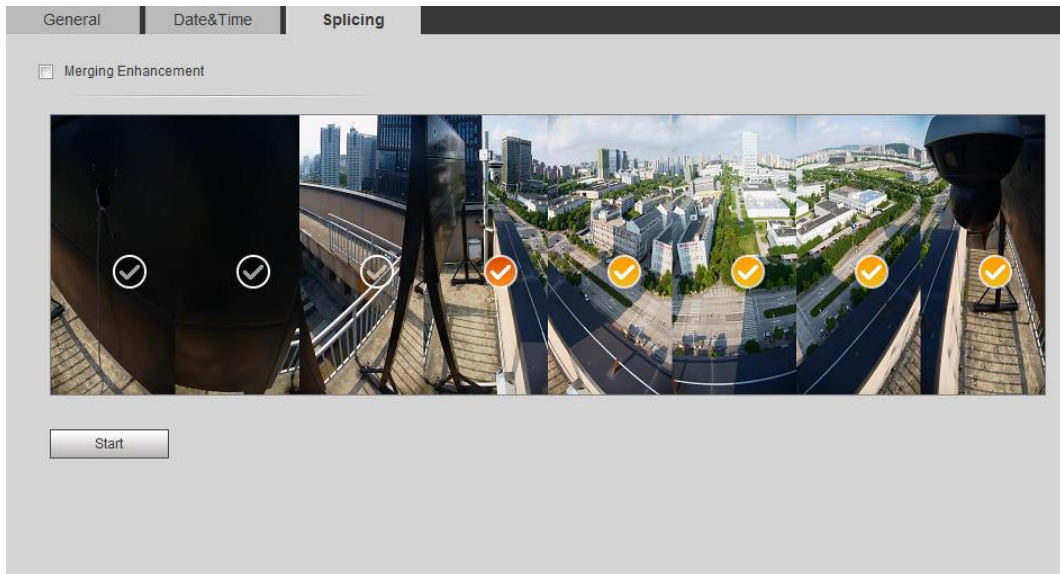 General
Date&Time
Splicing
Merging Enhancement
Start